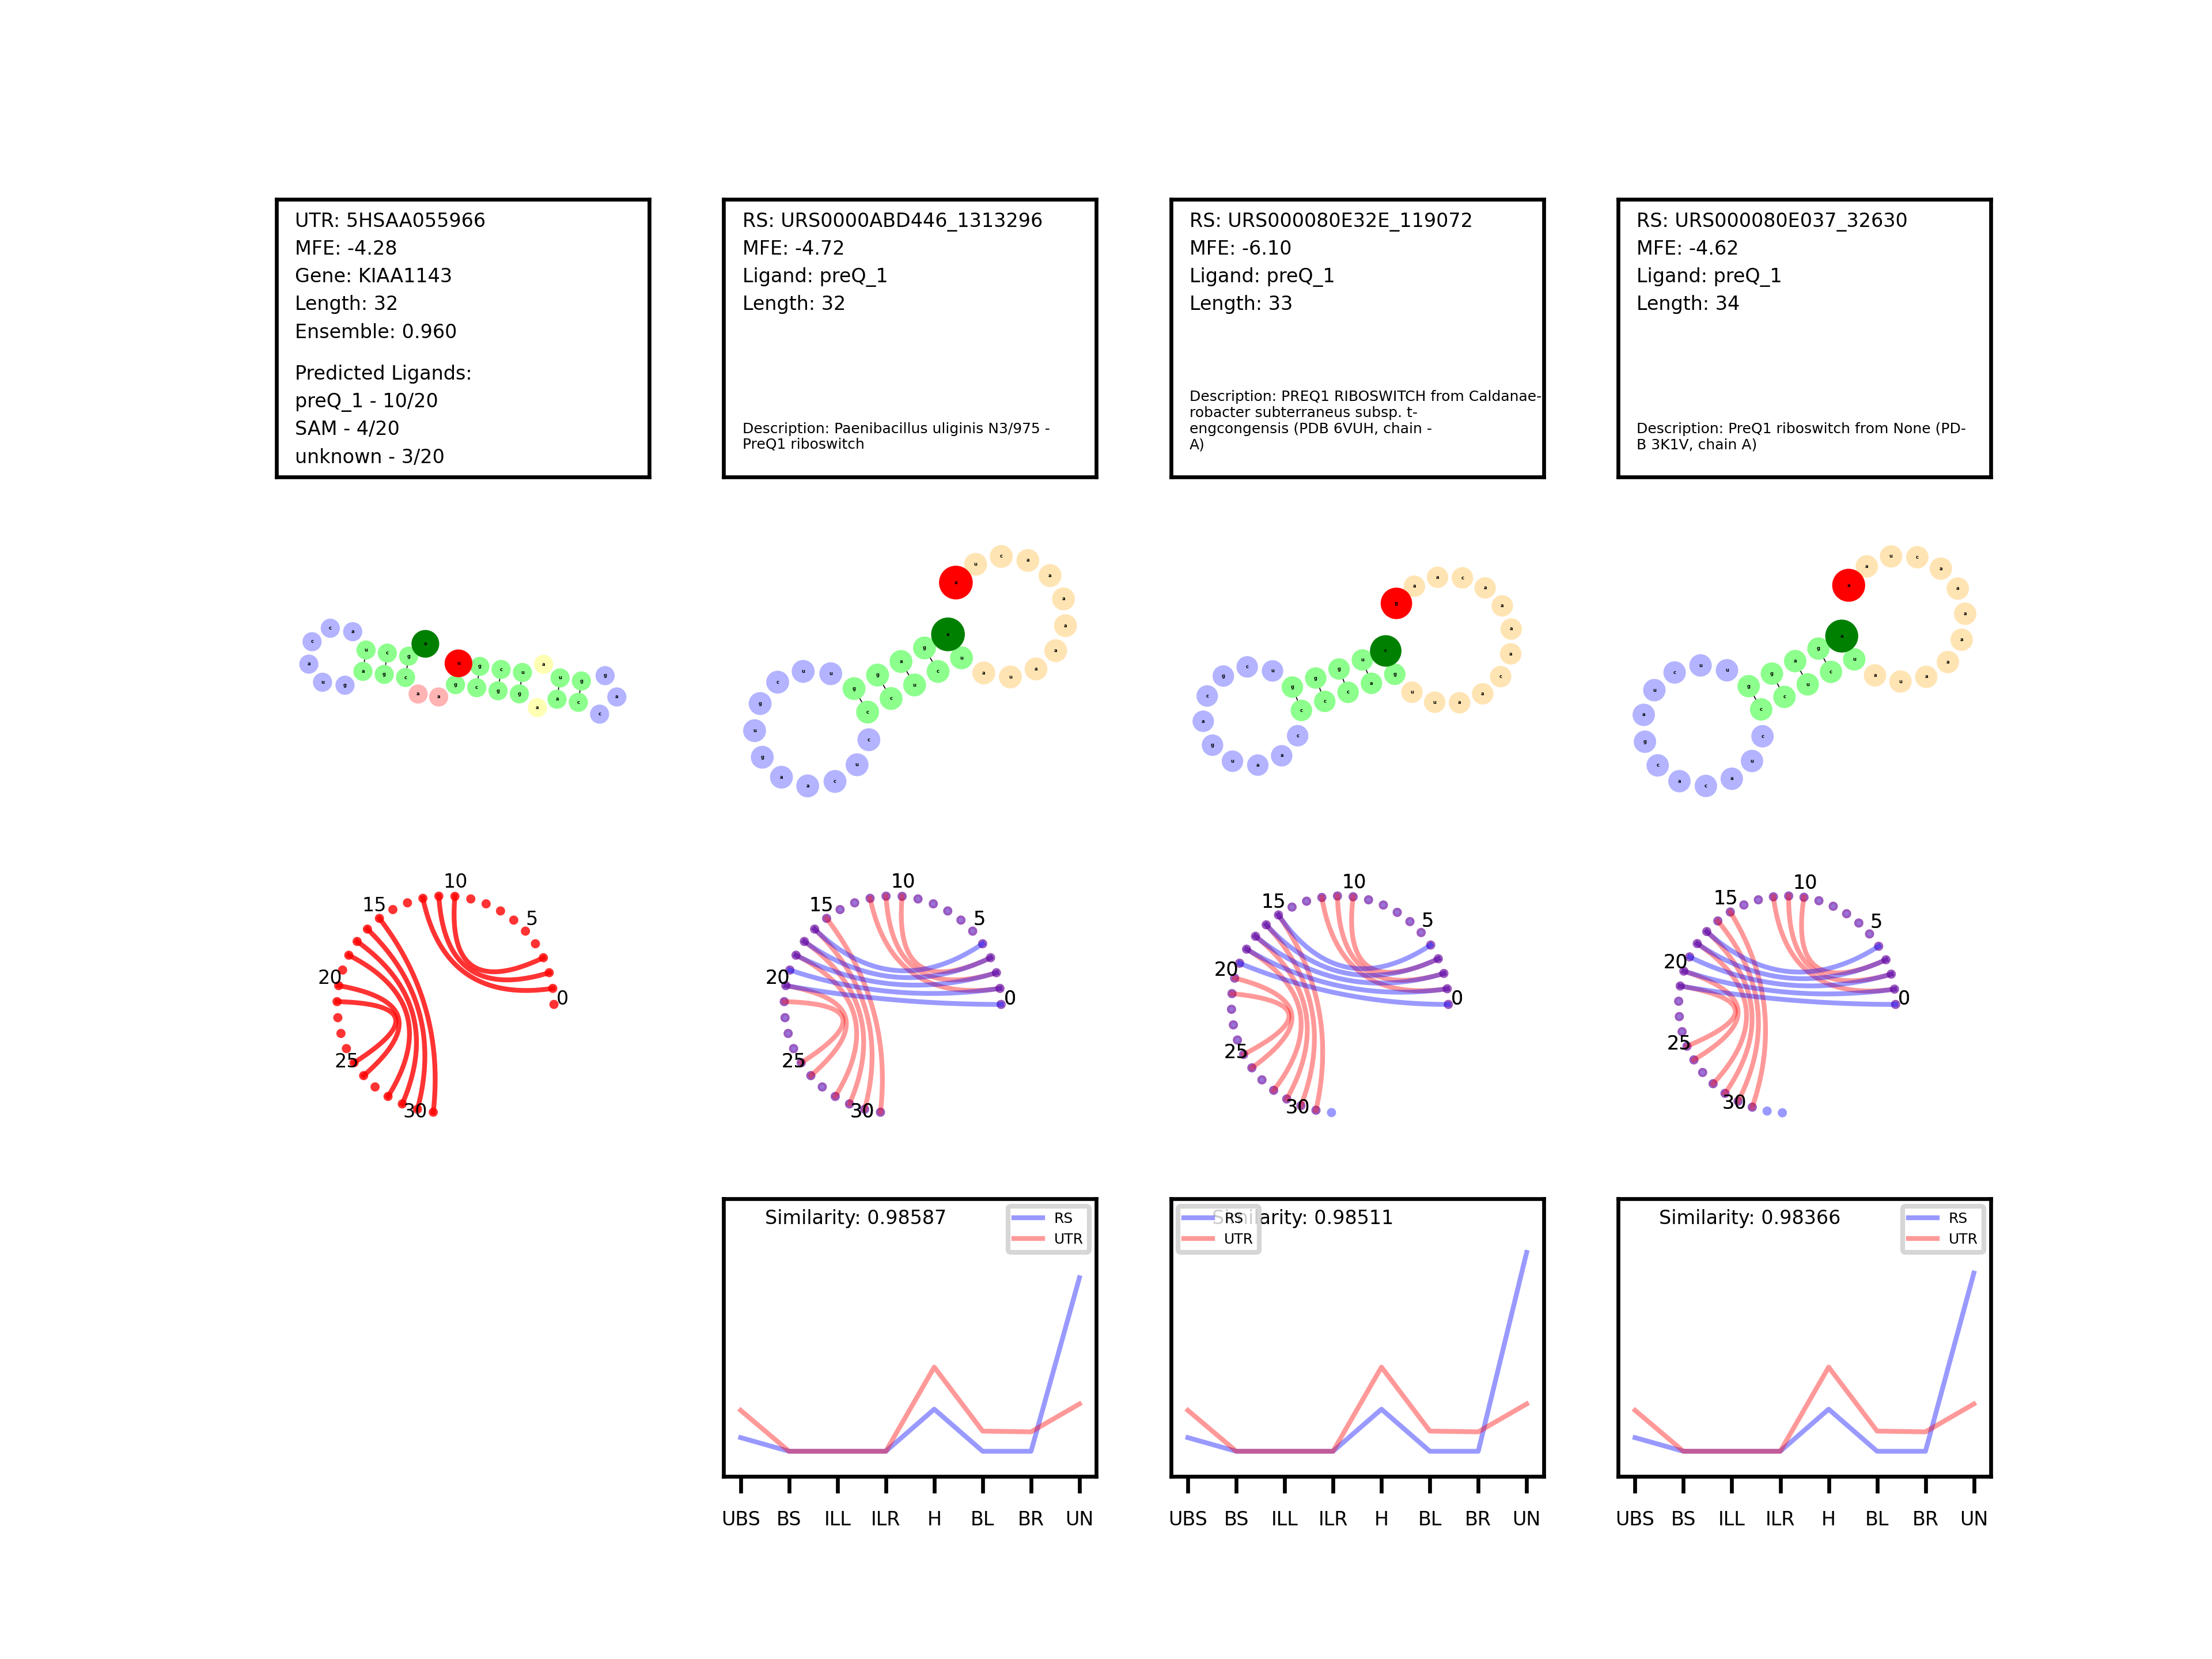 UTR: 5HSAA055966
MFE: -4.28
Gene: KIAA1143
Length: 32
Ensemble: 0.960
Predicted Ligands:
preQ_1 - 10/20
SAM - 4/20
unknown - 3/20
RS: URS0000ABD446_1313296
MFE: -4.72
Ligand: preQ_1
Length: 32
Description: Paenibacillus uliginis N3/975 -
PreQ1 riboswitch
RS: URS000080E32E_119072
MFE: -6.10
Ligand: preQ_1
Length: 33
Description: PREQ1 RIBOSWITCH from Caldanae-
robacter subterraneus subsp. t-
engcongensis (PDB 6VUH, chain -
A)
RS: URS000080E037_32630
MFE: -4.62
Ligand: preQ_1
Length: 34
Description: PreQ1 riboswitch from None (PD-
B 3K1V, chain A)
0
5
10
15
20
25
30
0
5
10
15
20
25
30
0
5
10
15
20
25
30
0
5
10
15
20
25
30
Similarity: 0.98587
RS
UTR
UBS BS ILL ILR H BL BR UN
Similarity: 0.98511
RS
UTR
UBS BS ILL ILR H BL BR UN
Similarity: 0.98366
RS
UTR
UBS BS ILL ILR H BL BR UN